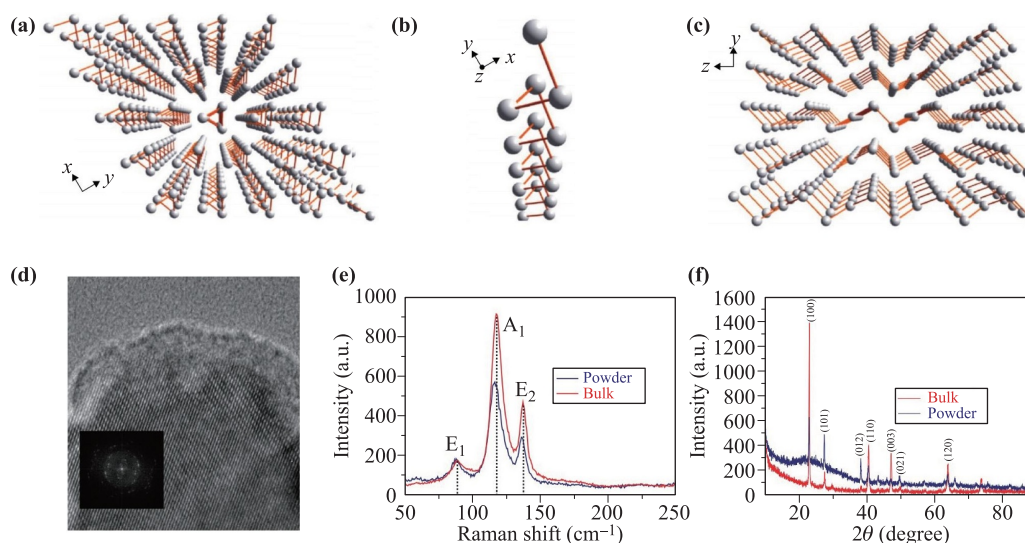 (a)
x
y
(b)
y
z
x
(c)
y
z
(d)
(e)
1000
800
600
400
200
0
Intensity (a.u.)
E1
A1
E2
Powder
Bulk
50 100 150 200 250
Raman shift (cm⁻¹)
(f)
1600
1400
1200
1000
800
600
400
200
0
Intensity (a.u.)
(100)
(101)
(012)
(110)
(003)
(021)
(120)
Bulk
Powder
20 40 60 80
2θ (degree)